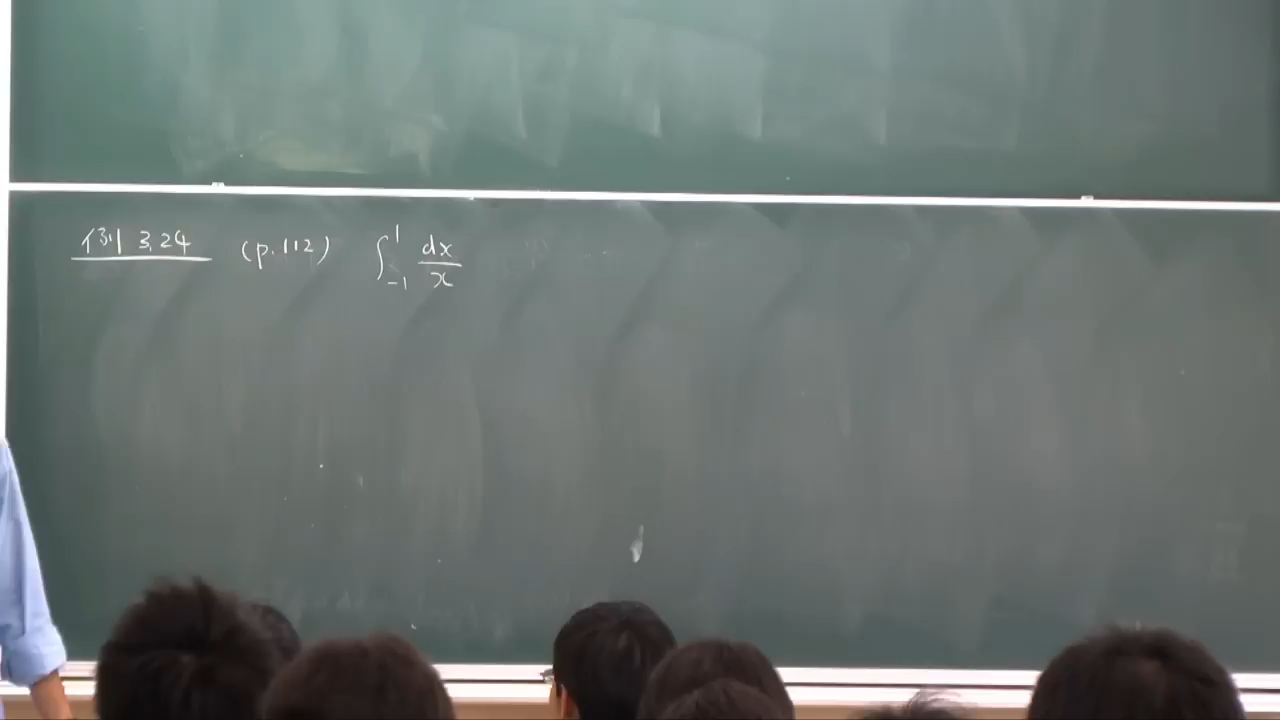 例 3.24 (p.112) ∫_{-1}^{1} dx/x